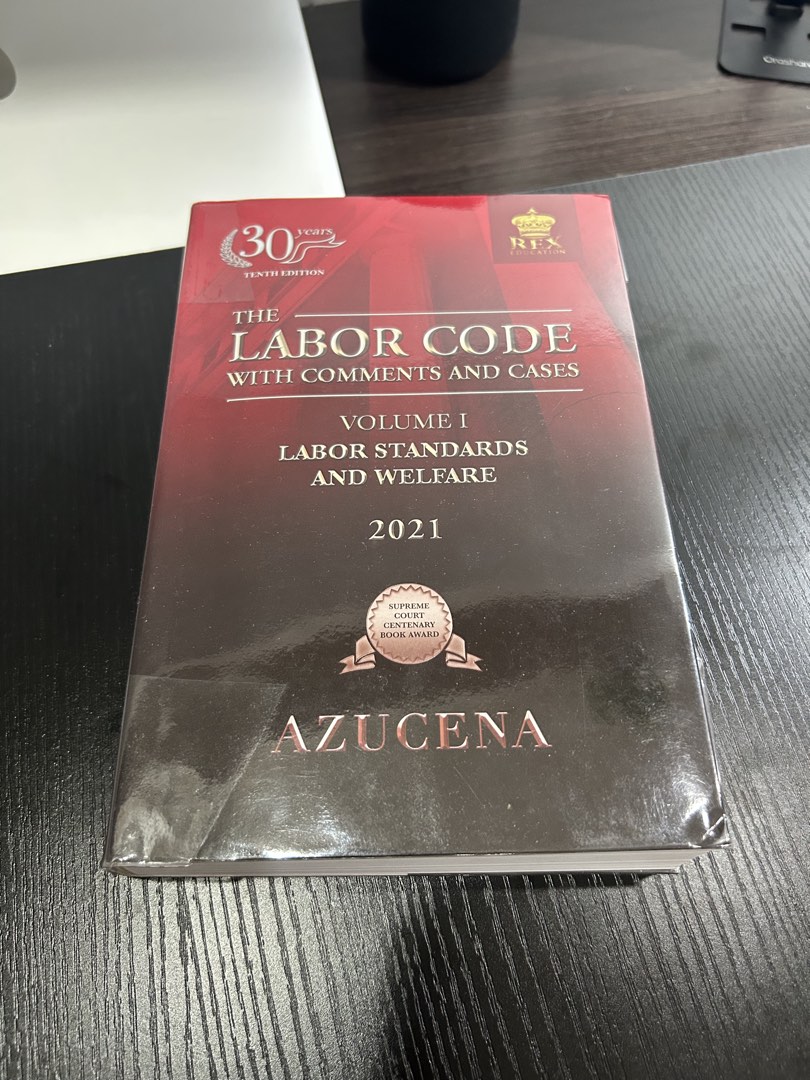 30 years
TENTH EDITION
REX
EDUCATION
THE
LABOR CODE
WITH COMMENTS AND CASES
VOLUME I
LABOR STANDARDS
AND WELFARE
2021
SUPREME
COURT
CENTENARY
BOOK AWARD
AZUCENA